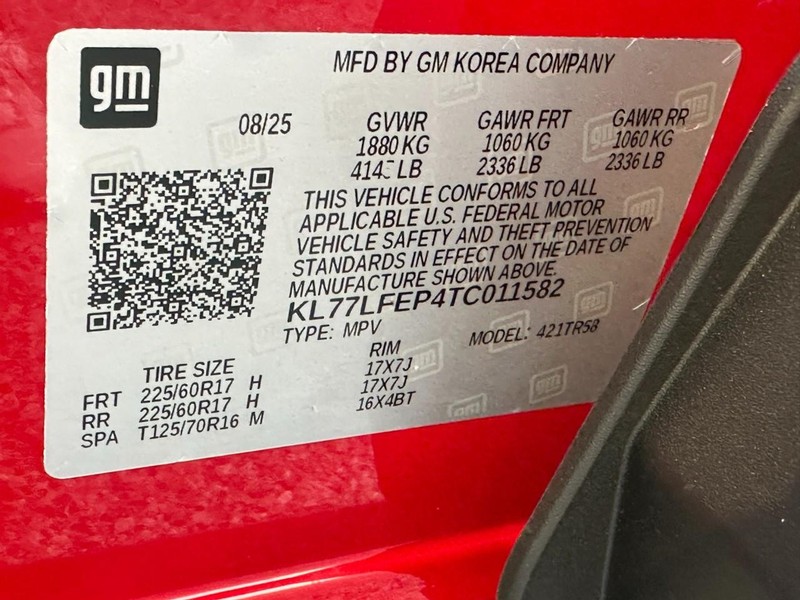 gm
MFD BY GM KOREA COMPANY
08/25 GVWR GAWR FRT GAWR RR
1880 KG 1060 KG 1060 KG
LB 2336 LB 2336 LB
THIS VEHICLE CONFORMS TO ALL
APPLICABLE U.S. FEDERAL MOTOR
VEHICLE SAFETY AND THEFT PREVENTION
STANDARDS IN EFFECT ON THE DATE OF
MANUFACTURE SHOWN ABOVE.
KL77LFEP4TC011582
TYPE: MPV MODEL: 421TR58
TIRE SIZE RIM
FRT 225/60R17 H 17X7J
RR 225/60R17 H 17X7J
SPA T125/70R16 M 16X4BT